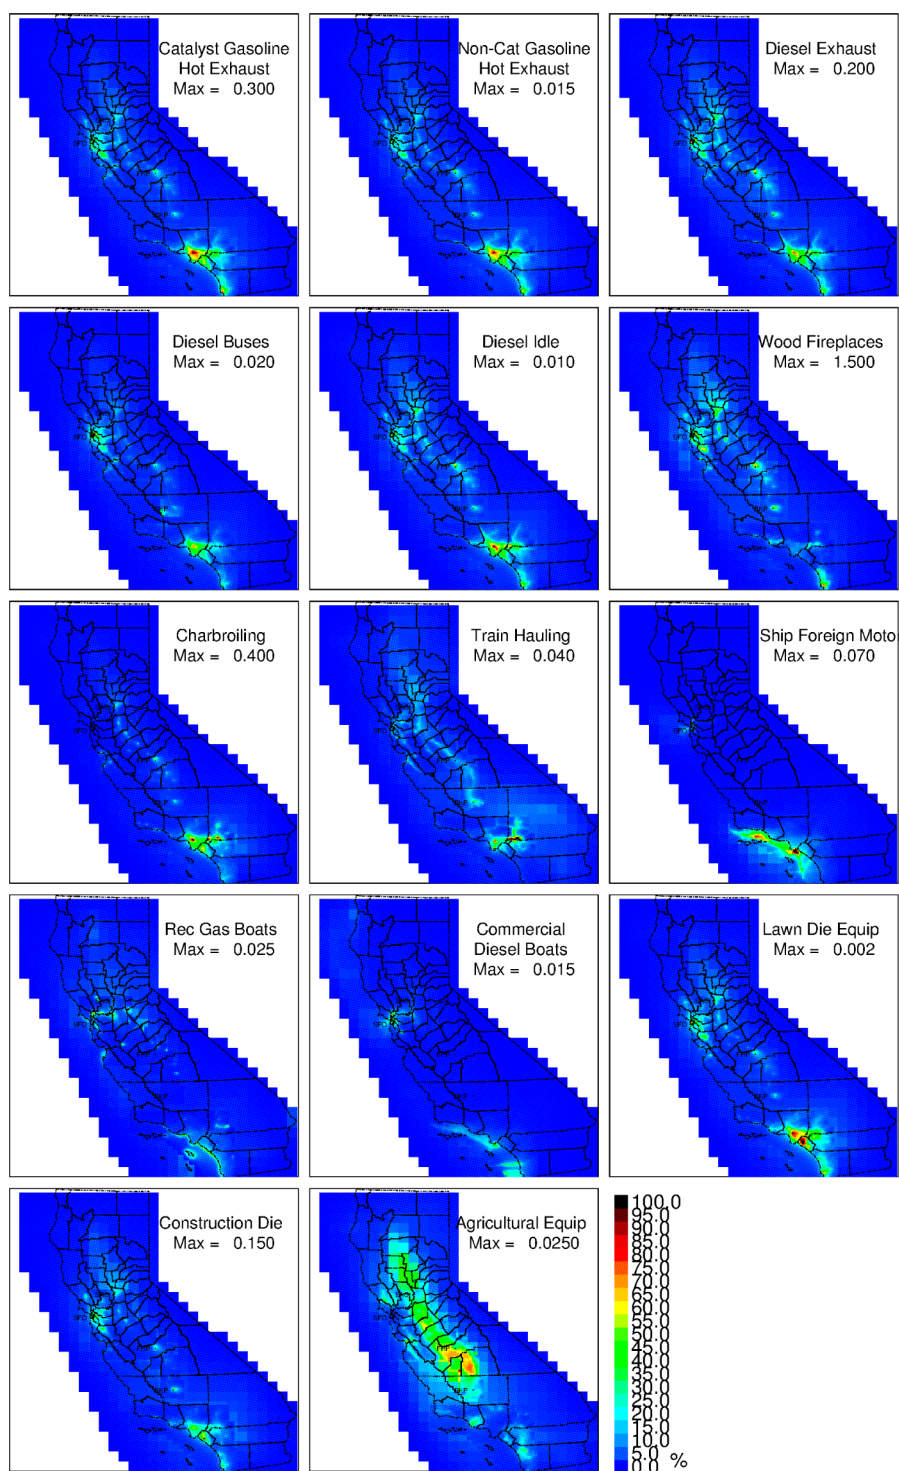 Catalyst Gasoline
Hot Exhaust
Max = 0.300
Non-Cat Gasoline
Hot Exhaust
Max = 0.015
Diesel Exhaust
Max = 0.200
Diesel Buses
Max = 0.020
Diesel Idle
Max = 0.010
Wood Fireplaces
Max = 1.500
Charbroiling
Max = 0.400
Train Hauling
Max = 0.040
Ship Foreign Motor
Max = 0.070
Rec Gas Boats
Max = 0.025
Commercial
Diesel Boats
Max = 0.015
Lawn Die Equip
Max = 0.002
Construction Die
Max = 0.150
Agricultural Equip
Max = 0.0250
100.0
95.0
90.0
85.0
80.0
75.0
70.0
65.0
60.0
55.0
50.0
45.0
40.0
35.0
30.0
25.0
20.0
15.0
10.0
5.0 %
0.0